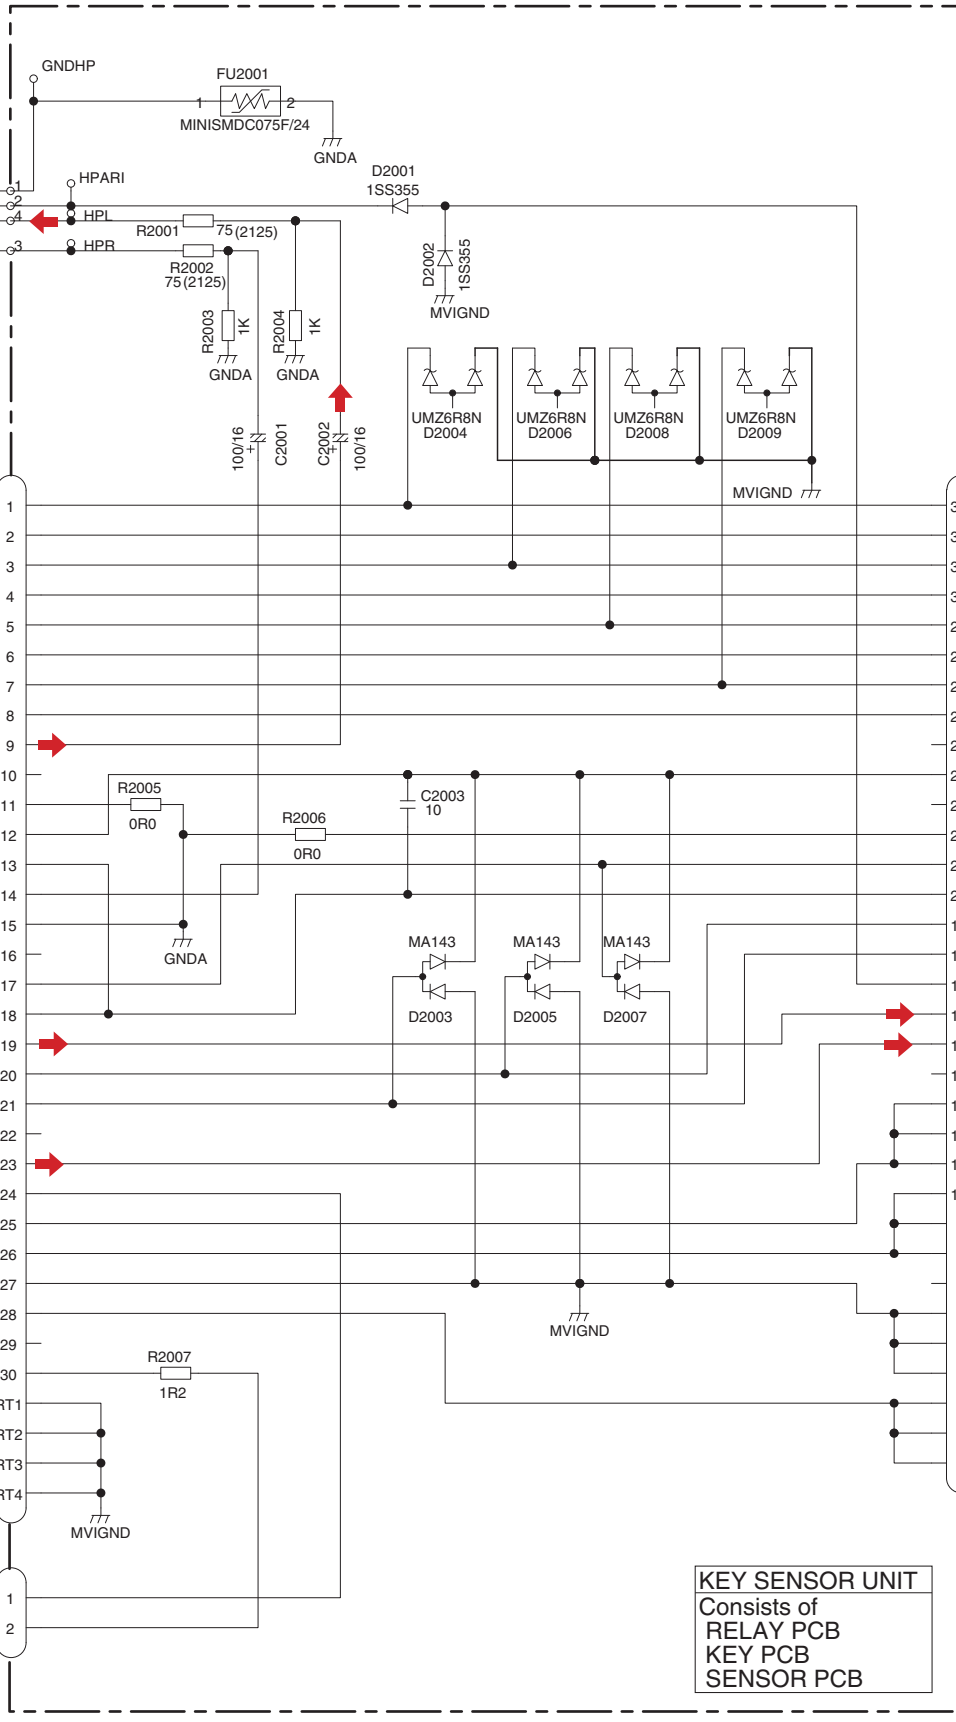 GNDHP
FU2001
1
2
MINISMDC075F/24
GNDA
D2001
1SS355
1
HPARI
2
4
HPL
R2001
75 (2125)
3
HPR
R2002
75 (2125)
D2002
1SS355
MVIGND
R2003
1K
R2004
1K
GNDA
GNDA
UMZ6R8N
D2004
UMZ6R8N
D2006
UMZ6R8N
D2008
UMZ6R8N
D2009
100/16
+
C2001
C2002
+
100/16
MVIGND
1
2
3
4
5
6
7
8
9
10
R2005
C2003
10
11
0R0
R2006
12
0R0
13
14
15
GNDA
MA143
MA143
MA143
16
17
D2003
D2005
D2007
18
19
20
21
22
23
24
25
26
27
28
MVIGND
29
R2007
30
1R2
RT1
RT2
RT3
RT4
MVIGND
1
2
KEY SENSOR UNIT
Consists of
RELAY PCB
KEY PCB
SENSOR PCB